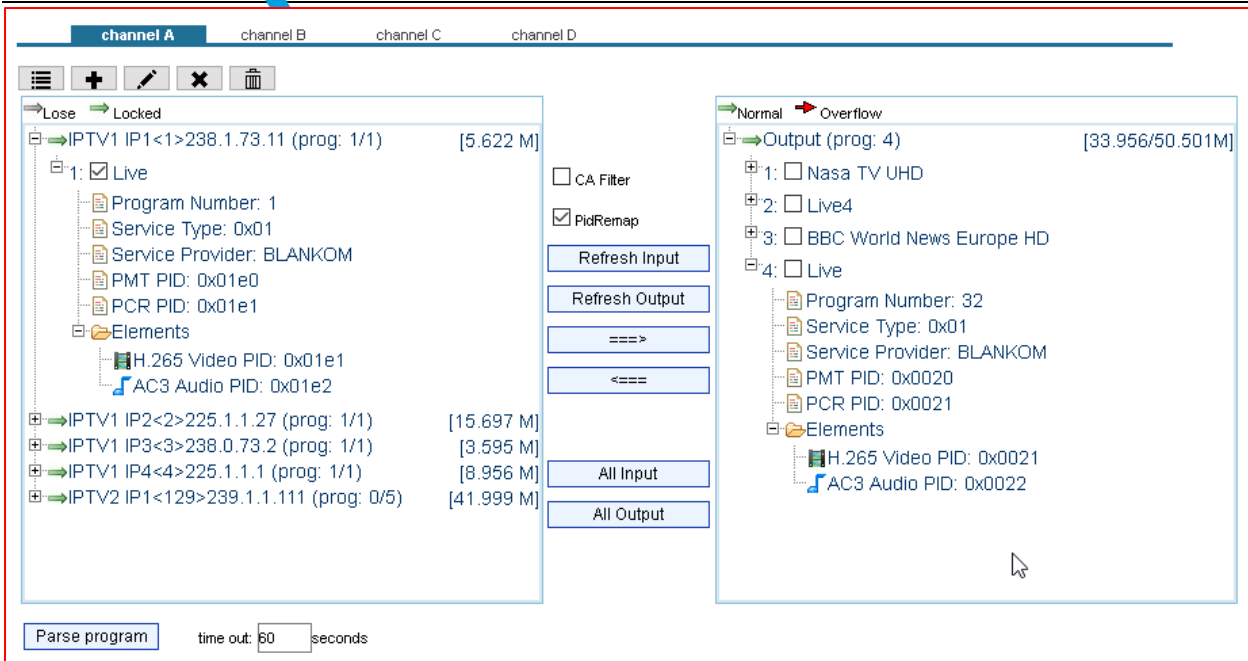 channel A channel B channel C channel D
Lose Locked
IPTV1 IP1<1>238.1.73.11 (prog: 1/1) [5.622 M]
1: Live
Program Number: 1
Service Type: 0x01
Service Provider: BLANKOM
PMT PID: 0x01e0
PCR PID: 0x01e1
Elements
H.265 Video PID: 0x01e1
AC3 Audio PID: 0x01e2
IPTV1 IP2<2>225.1.1.27 (prog: 1/1) [15.697 M]
IPTV1 IP3<3>238.0.73.2 (prog: 1/1) [3.595 M]
IPTV1 IP4<4>225.1.1.1 (prog: 1/1) [8.956 M]
IPTV2 IP1<129>239.1.1.111 (prog: 0/5) [41.999 M]
CA Filter
PidRemap
Refresh Input
Refresh Output
===>
<===
All Input
All Output
Normal Overflow
Output (prog: 4) [33.956/50.501M]
1: Nasa TV UHD
2: Live4
3: BBC World News Europe HD
4: Live
Program Number: 32
Service Type: 0x01
Service Provider: BLANKOM
PMT PID: 0x0020
PCR PID: 0x0021
Elements
H.265 Video PID: 0x0021
AC3 Audio PID: 0x0022
Parse program time out: 60 seconds